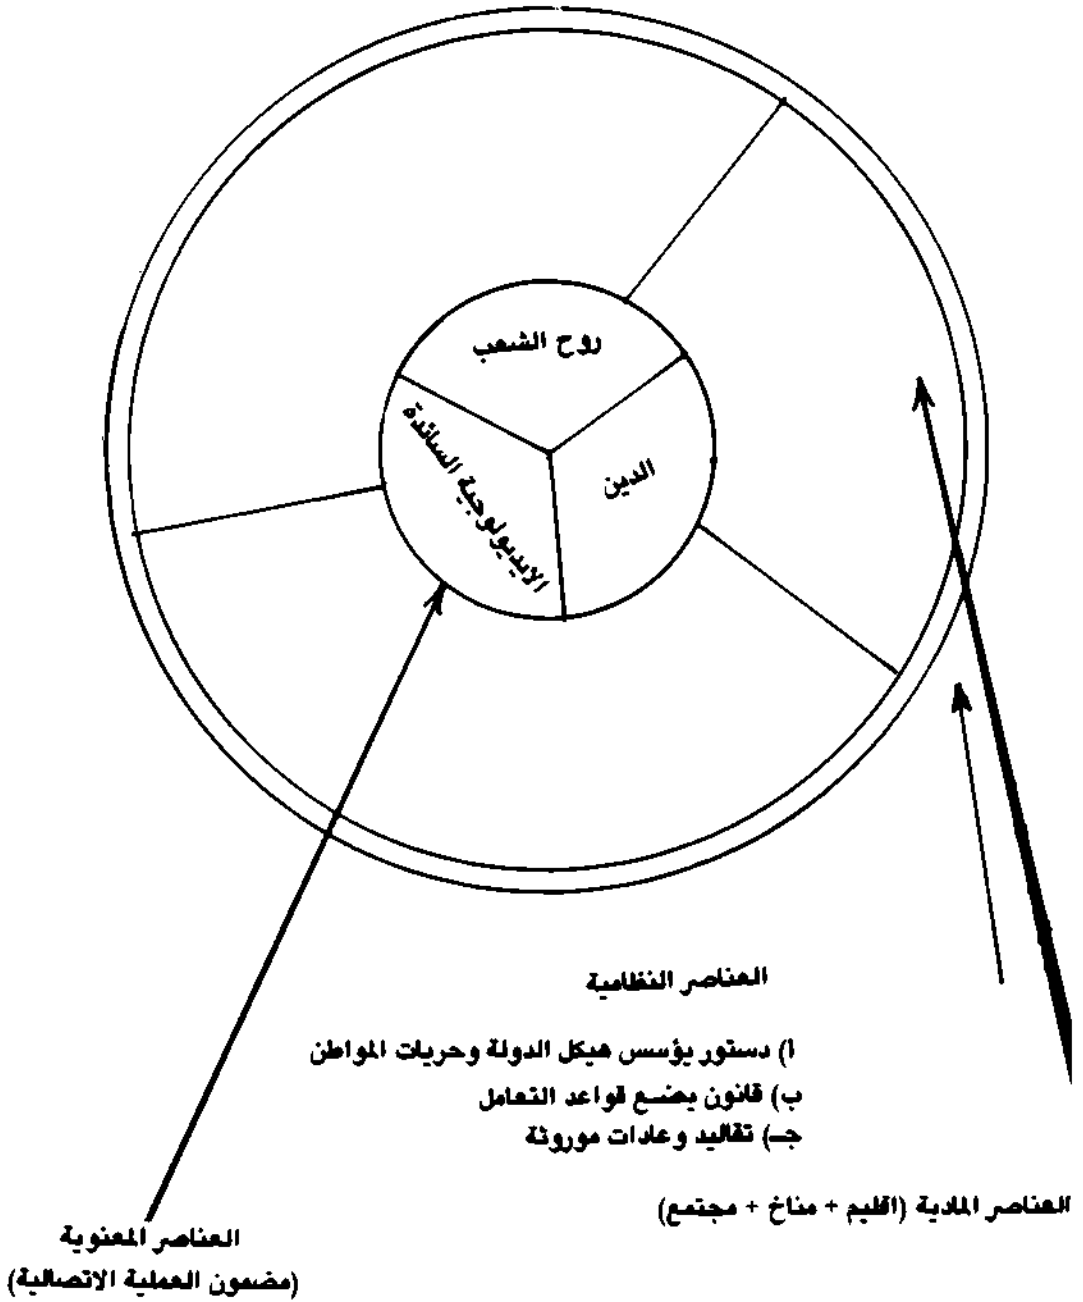 روح الشعب
الدين
الايديولوجية السائدة
العناصر النظامية
ا) دستور يؤسس هيكل الدولة وحريات المواطن
ب) قانون يضع قواعد التعامل
جـ) تقاليد وعادات موروثة
العناصر المادية (اقليم + مناخ + مجتمع)
العناصر المعنوية
(مضمون العملية الاتصالية)